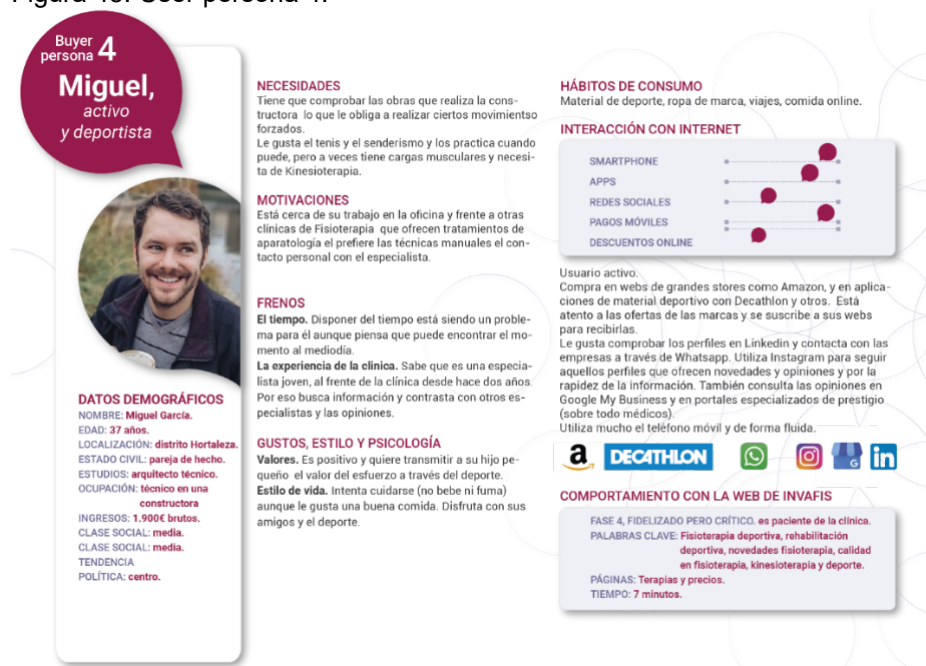 Figura 40. User persona 4.
Buyer
persona 4
Miguel,
activo
y deportista
DATOS DEMOGRÁFICOS
NOMBRE: Miguel García.
EDAD: 37 años.
LOCALIZACIÓN: distrito Hortaleza.
ESTADO CIVIL: pareja de hecho.
ESTUDIOS: arquitecto técnico.
OCUPACIÓN: técnico en una
constructora
INGRESOS: 1.900€ brutos.
CLASE SOCIAL: media.
CLASE SOCIAL: media.
TENDENCIA
POLÍTICA: centro.
NECESIDADES
Tiene que comprobar las obras que realiza la cons-
tructora lo que le obliga a realizar ciertos movimientso
forzados.
Le gusta el tenis y el senderismo y los practica cuando
puede, pero a veces tiene cargas musculares y necesi-
ta de Kinesioterapia.
MOTIVACIONES
Está cerca de su trabajo en la oficina y frente a otras
clínicas de Fisioterapia que ofrecen tratamientos de
aparatología el prefiere las técnicas manuales el con-
tacto personal con el especialista.
FRENOS
El tiempo. Disponer del tiempo está siendo un proble-
ma para él aunque piensa que puede encontrar el mo-
mento al mediodía.
La experiencia de la clinica. Sabe que es una especia-
lista joven, al frente de la clínica desde hace dos años.
Por eso busca información y contrasta con otros es-
pecialistas y las opiniones.
GUSTOS, ESTILO Y PSICOLOGÍA
Valores. Es positivo y quiere transmitir a su hijo pe-
queño el valor del esfuerzo a través del deporte.
Estilo de vida. Intenta cuidarse (no bebe ni fuma)
aunque le gusta una buena comida. Disfruta con sus
amigos y el deporte.
HÁBITOS DE CONSUMO
Material de deporte, ropa de marca, viajes, comida online.
INTERACCIÓN CON INTERNET
SMARTPHONE
APPS
REDES SOCIALES
PAGOS MÓVILES
DESCUENTOS ONLINE
Usuario activo.
Compra en webs de grandes stores como Amazon, y en aplica-
ciones de material deportivo con Decathlon y otros. Está
atento a las ofertas de las marcas y se suscribe a sus webs
para recibirlas.
Le gusta comprobar los perfiles en Linkedin y contacta con las
empresas a través de Whatsapp. Utiliza Instagram para seguir
aquellos perfiles que ofrecen novedades y opiniones y por la
rapidez de la información. También consulta las opiniones en
Google My Business y en portales especializados de prestigio
(sobre todo médicos).
Utiliza mucho el teléfono móvil y de forma fluida.
a DECATHLON G in
COMPORTAMIENTO CON LA WEB DE INVAFIS
FASE 4, FIDELIZADO PERO CRÍTICO. es paciente de la clínica.
PALABRAS CLAVE: Fisioterapia deportiva, rehabilitación
deportiva, novedades fisioterapia, calidad
en fisioterapia, kinesioterapia y deporte.
PÁGINAS: Terapias y precios.
TIEMPO: 7 minutos.